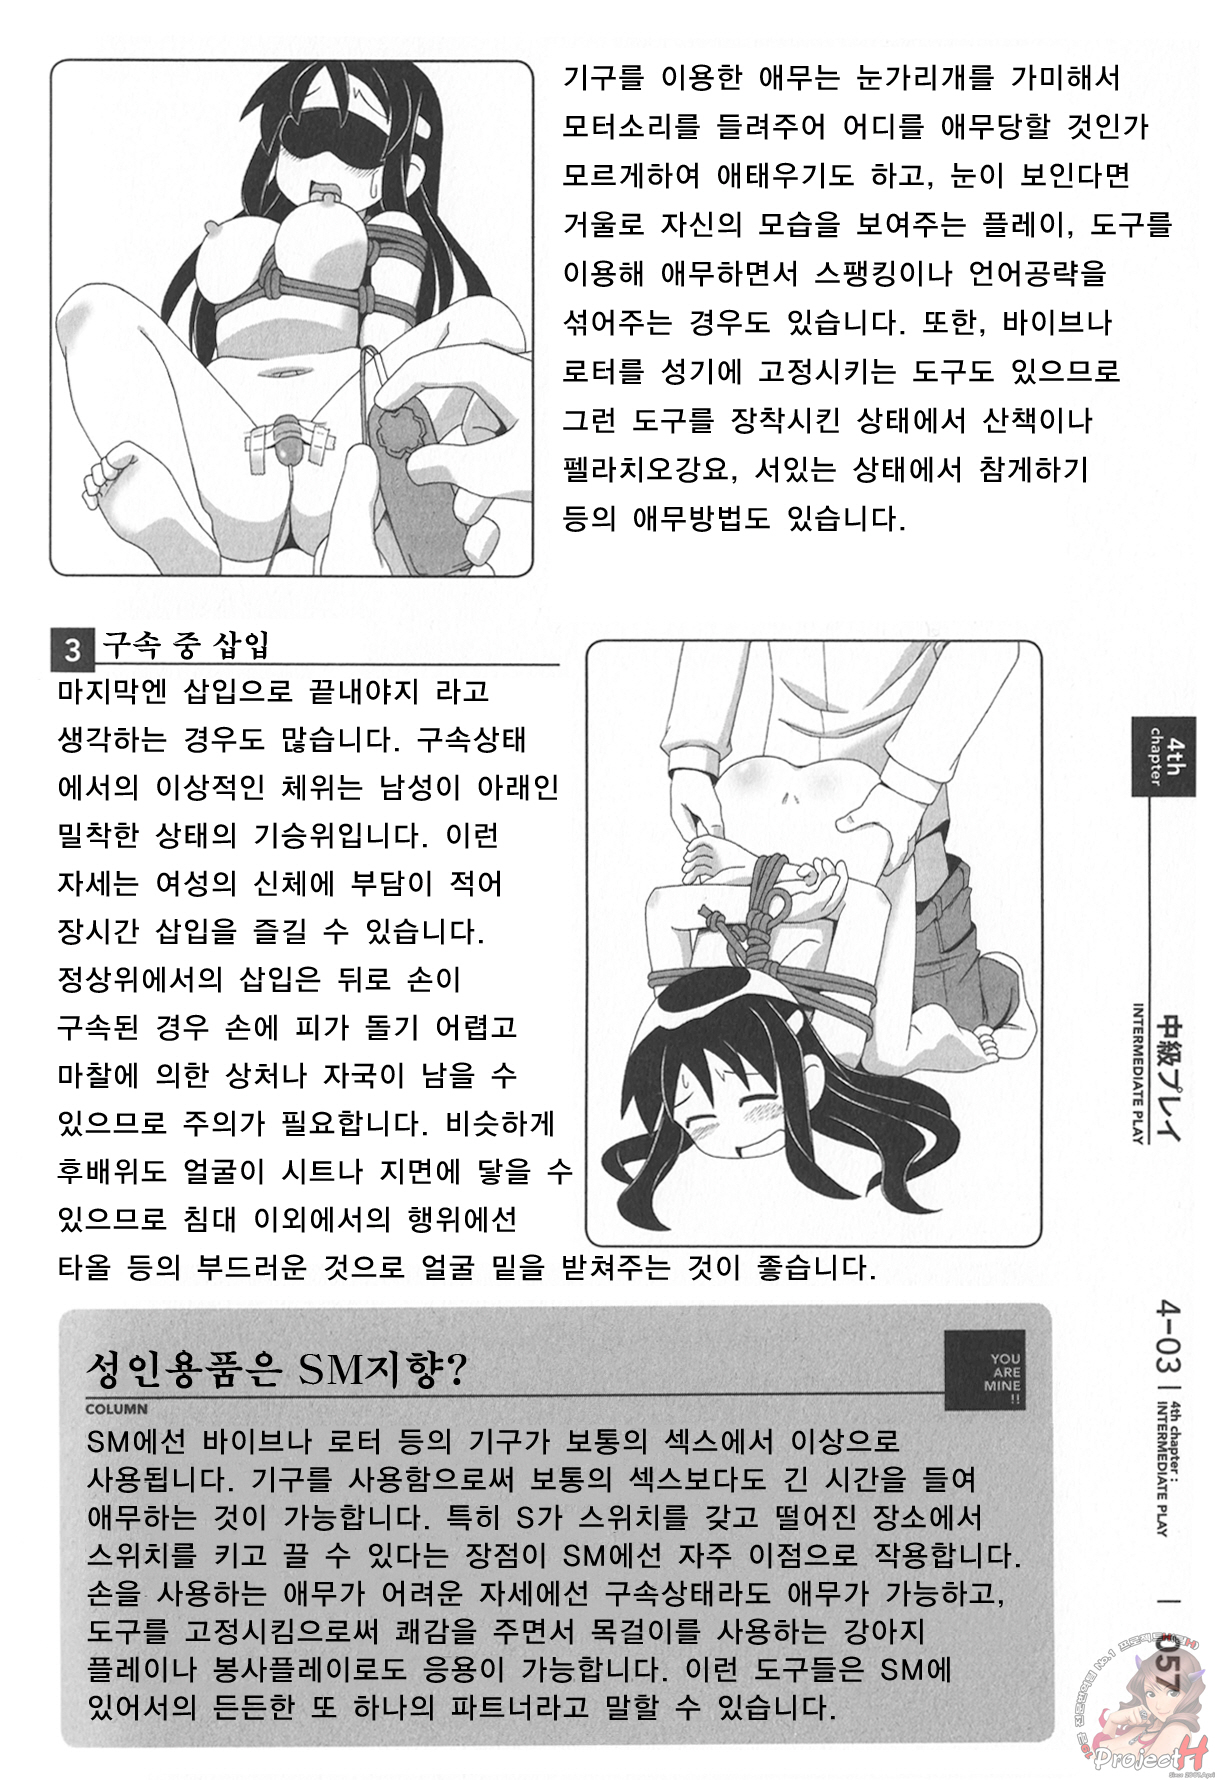 기구를 이용한 애무는 눈가리개를 가미해서
모터소리를 들려주어 어디를 애무당할 것인가
모르게하여 애태우기도 하고, 눈이 보인다면
거울로 자신의 모습을 보여주는 플레이, 도구를
이용해 애무하면서 스팽킹이나 언어공략을
섞어주는 경우도 있습니다. 또한, 바이브나
로터를 성기에 고정시키는 도구도 있으므로
그런 도구를 장착시킨 상태에서 산책이나
펠라치오강요, 서있는 상태에서 참게하기
등의 애무방법도 있습니다.
3 구속 중 삽입
마지막엔 삽입으로 끝내야지 라고
생각하는 경우도 많습니다. 구속상태
에서의 이상적인 체위는 남성이 아래인
밀착한 상태의 기승위입니다. 이런
자세는 여성의 신체에 부담이 적어
장시간 삽입을 즐길 수 있습니다.
정상위에서의 삽입은 뒤로 손이
구속된 경우 손에 피가 돌기 어렵고
마찰에 의한 상처나 자국이 남을 수
있으므로 주의가 필요합니다. 비슷하게
후배위도 얼굴이 시트나 지면에 닿을 수
있으므로 침대 이외에서의 행위에선
타올 등의 부드러운 것으로 얼굴 밑을 받쳐주는 것이 좋습니다.
성인용품은 SM지향?
COLUMN
YOU
ARE
MINE
!!
SM에선 바이브나 로터 등의 기구가 보통의 섹스에서 이상으로
사용됩니다. 기구를 사용함으로써 보통의 섹스보다도 긴 시간을 들여
애무하는 것이 가능합니다. 특히 S가 스위치를 갖고 떨어진 장소에서
스위치를 키고 끌 수 있다는 장점이 SM에선 자주 이점으로 작용합니다.
손을 사용하는 애무가 어려운 자세에선 구속상태라도 애무가 가능하고,
도구를 고정시킴으로써 쾌감을 주면서 목걸이를 사용하는 강아지
플레이나 봉사플레이로도 응용이 가능합니다. 이런 도구들은 SM에
있어서의 든든한 또 하나의 파트너라고 말할 수 있습니다.
4th
chapter
中級プレイ
INTERMEDIATE PLAY
4-03
4th chapter :
INTERMEDIATE PLAY
057
ProjectH